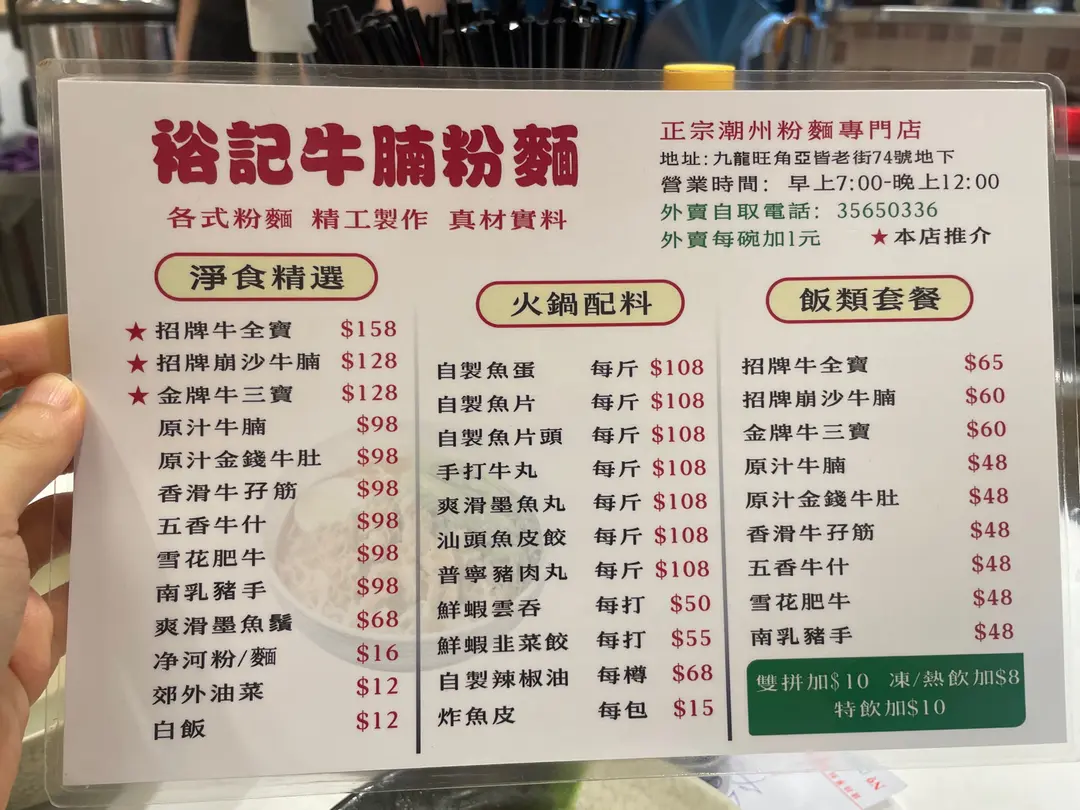 裕記牛腩粉麵
各式粉麵 精工製作 真材實料
正宗潮州粉麵專門店
地址:九龍旺角亞皆老街74號地下
營業時間: 早上7:00-晚上12:00
外賣自取電話: 35650336
外賣每碗加1元 ★本店推介
淨食精選
★招牌牛全寶 $158
★招牌崩沙牛腩 $128
★金牌牛三寶 $128
原汁牛腩 $98
原汁金錢牛肚 $98
香滑牛孖筋 $98
五香牛什 $98
雪花肥牛 $98
南乳豬手 $98
爽滑墨魚鬚 $68
净河粉/麵 $16
郊外油菜 $12
白飯 $12
火鍋配料
自製魚蛋 每斤 $108
自製魚片 每斤 $108
自製魚片頭 每斤 $108
手打牛丸 每斤 $108
爽滑墨魚丸 每斤 $108
汕頭魚皮餃 每斤 $108
普寧豬肉丸 每斤 $108
鮮蝦雲吞 每打 $50
鮮蝦韭菜餃 每打 $55
自製辣椒油 每樽 $68
炸魚皮 每包 $15
飯類套餐
招牌牛全寶 $65
招牌崩沙牛腩 $60
金牌牛三寶 $60
原汁牛腩 $48
原汁金錢牛肚 $48
香滑牛孖筋 $48
五香牛什 $48
雪花肥牛 $48
南乳豬手 $48
雙拼加$10 凍/熱飲加$8
特飲加$10